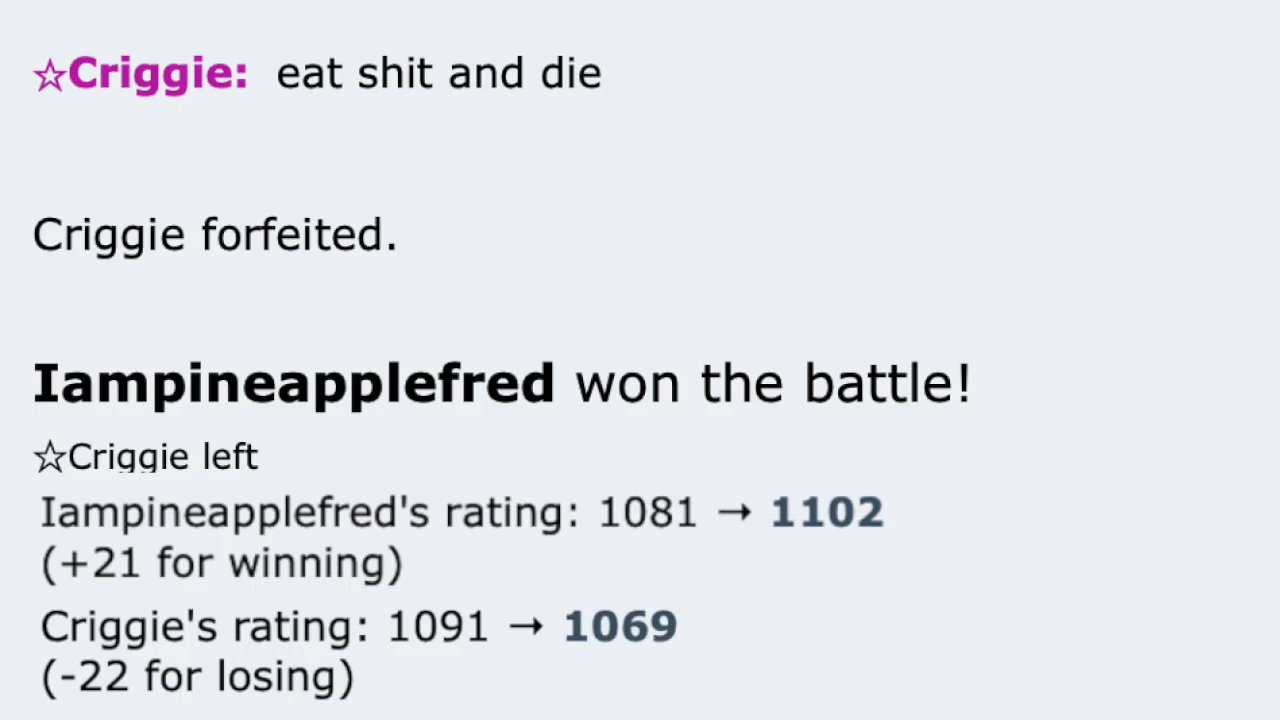 ☆Criggie: eat shit and die
Criggie forfeited.
Iampineapplefred won the battle!
☆Criggie left
Iampineapplefred's rating: 1081 → 1102
(+21 for winning)
Criggie's rating: 1091 → 1069
(-22 for losing)